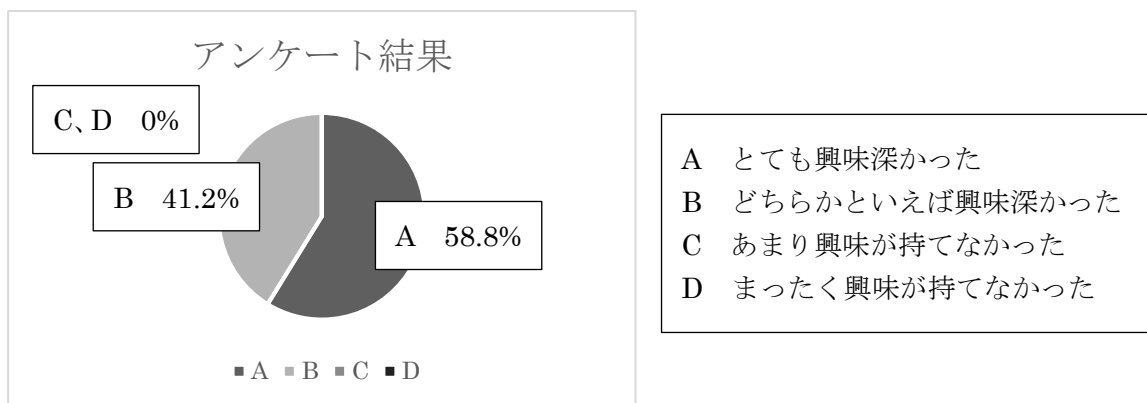 アンケート結果
C、D　0%
B　41.2%
A　58.8%
■A ■B ■C ■D
A　とても興味深かった
B　どちらかといえば興味深かった
C　あまり興味が持てなかった
D　まったく興味が持てなかった